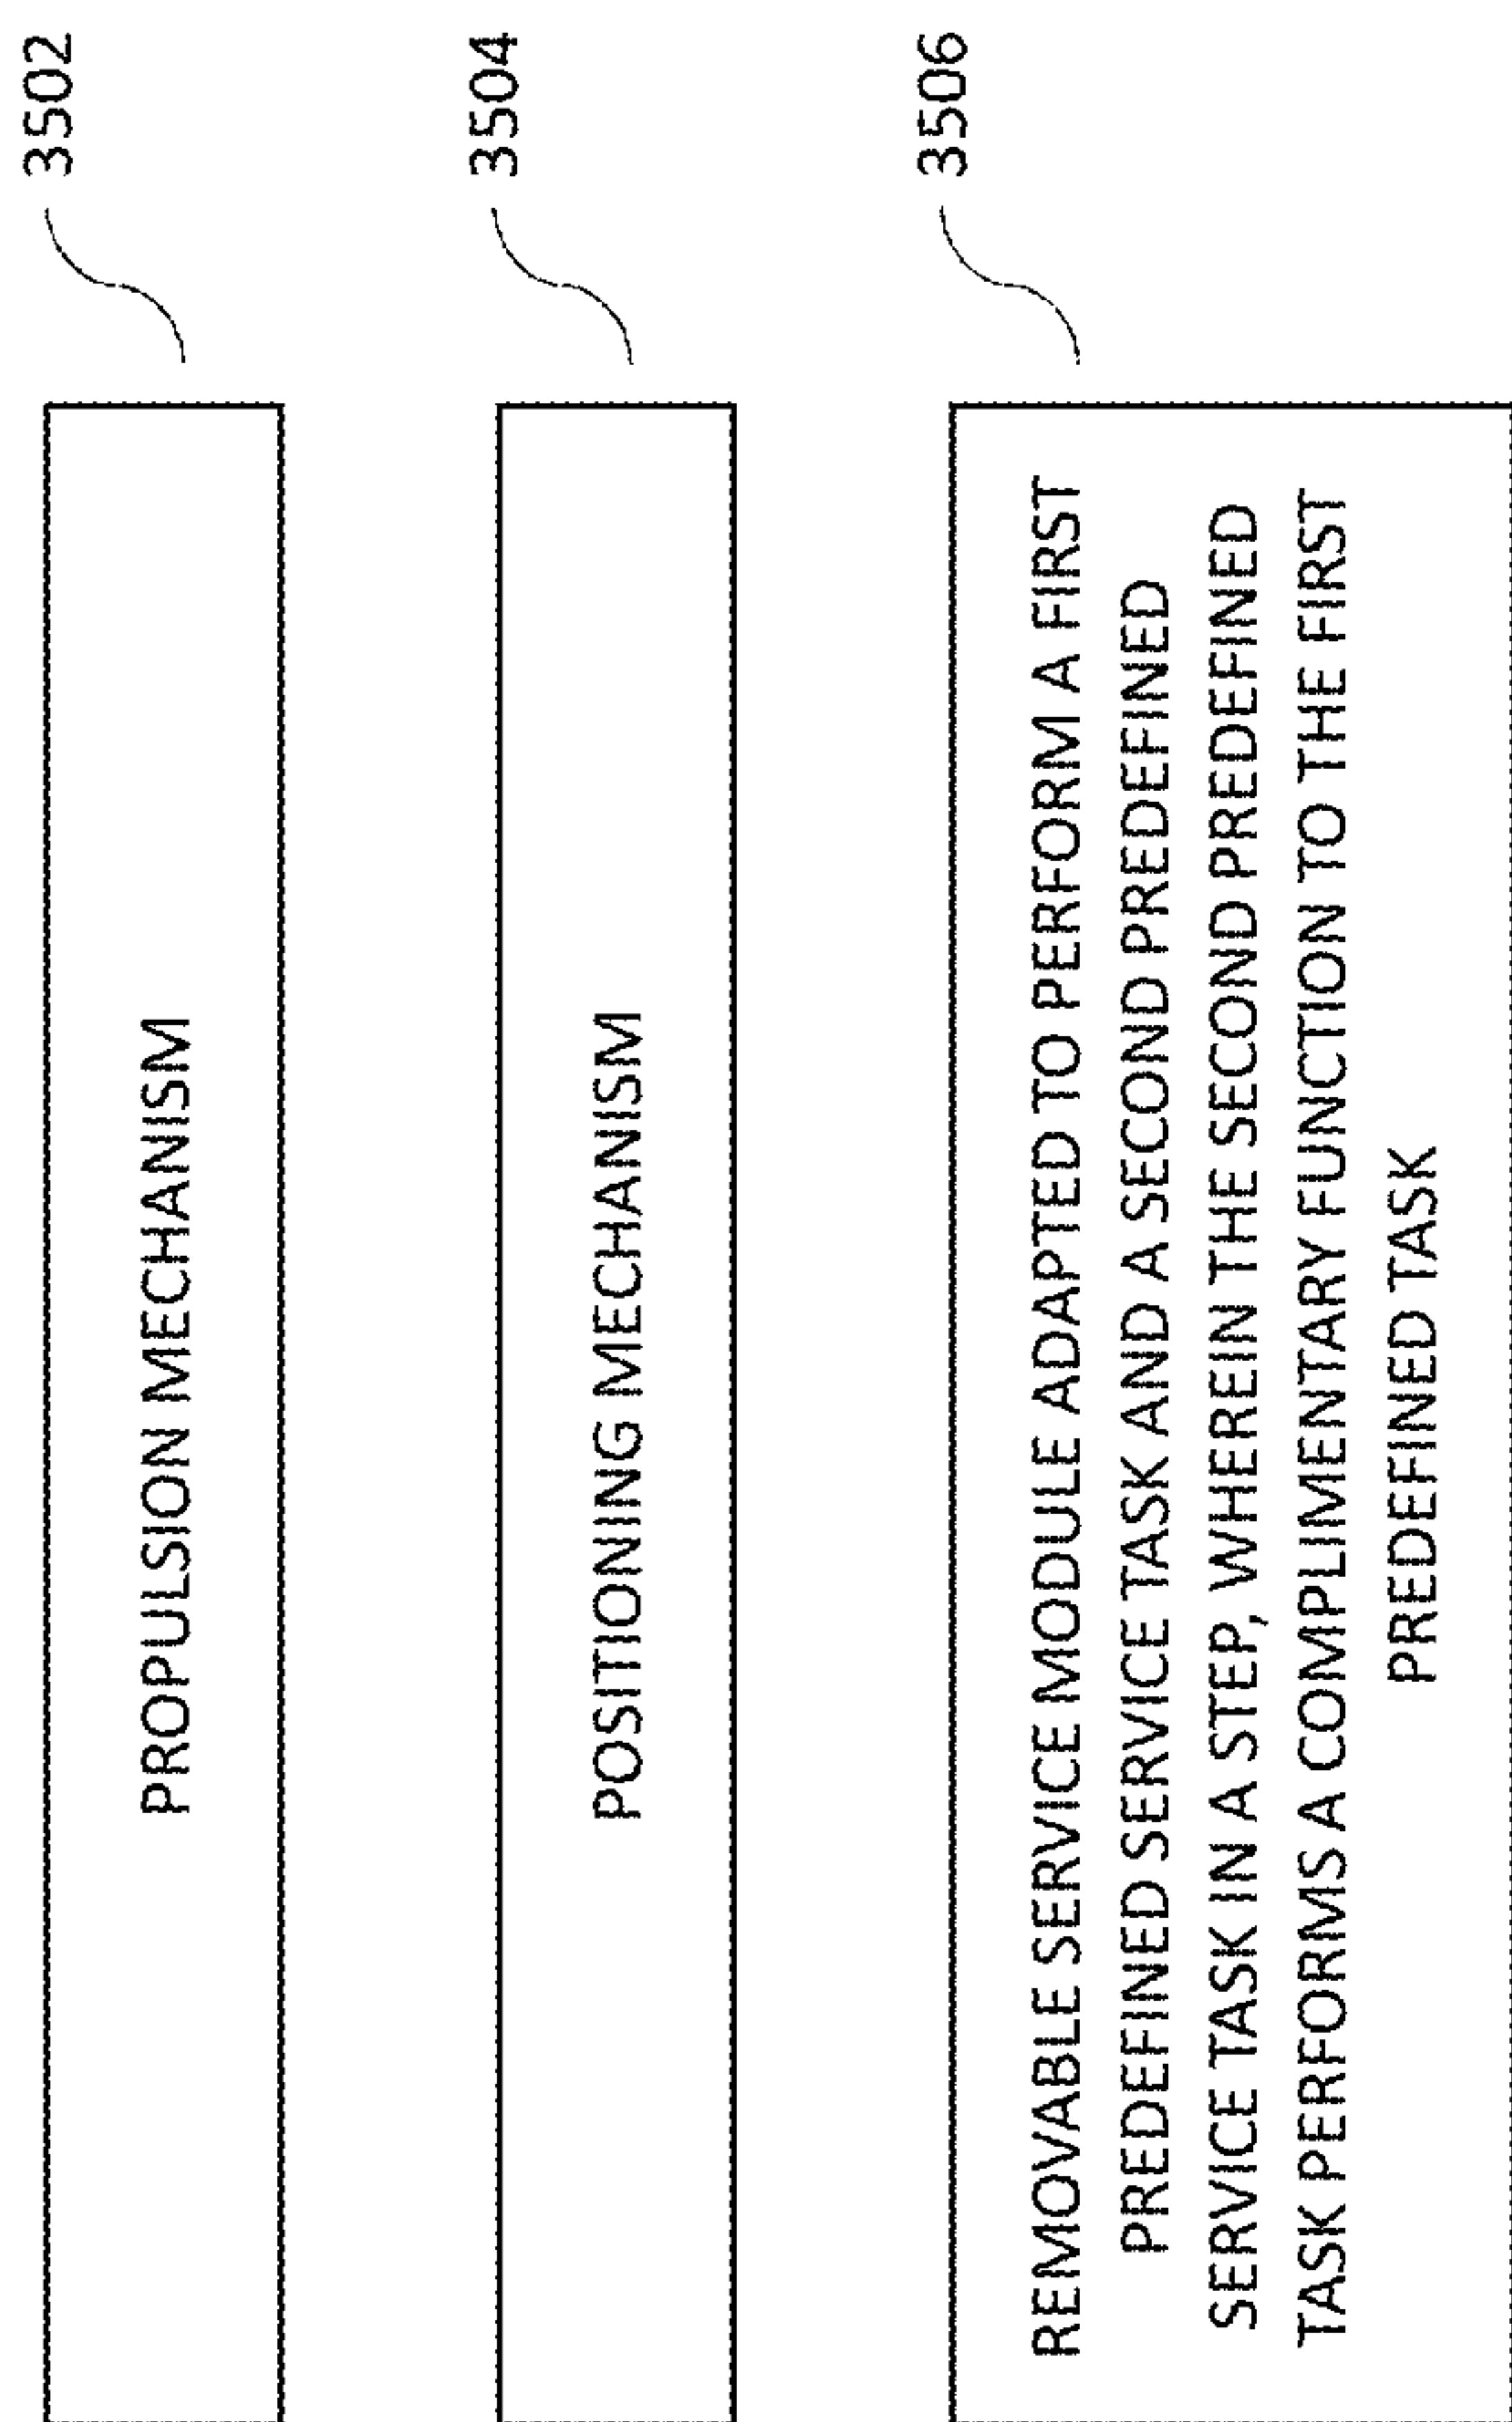 PROPULSION MECHANISM
3502
POSITIONING MECHANISM
3504
REMOVABLE SERVICE MODULE ADAPTED TO PERFORM A FIRST
PREDEFINED SERVICE TASK AND A SECOND PREDEFINED
SERVICE TASK IN A STEP, WHEREIN THE SECOND PREDEFINED
TASK PERFORMS A COMPLIMENTARY FUNCTION TO THE FIRST
PREDEFINED TASK
3506